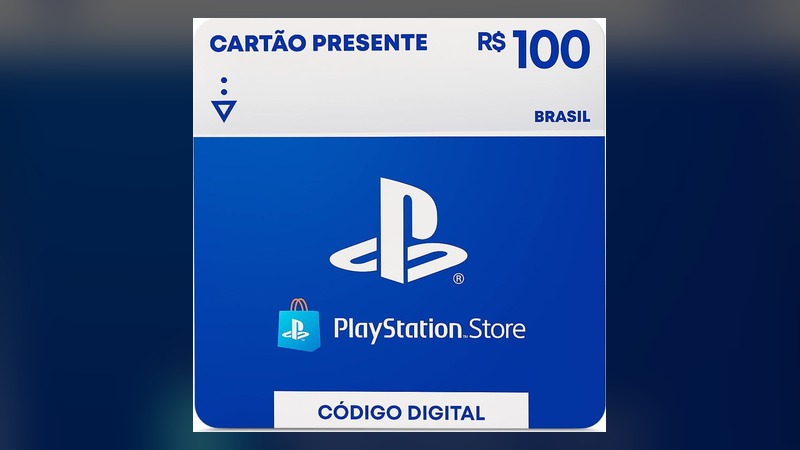 CARTÃO PRESENTE
R$ 100
BRASIL
PlayStation Store
CÓDIGO DIGITAL